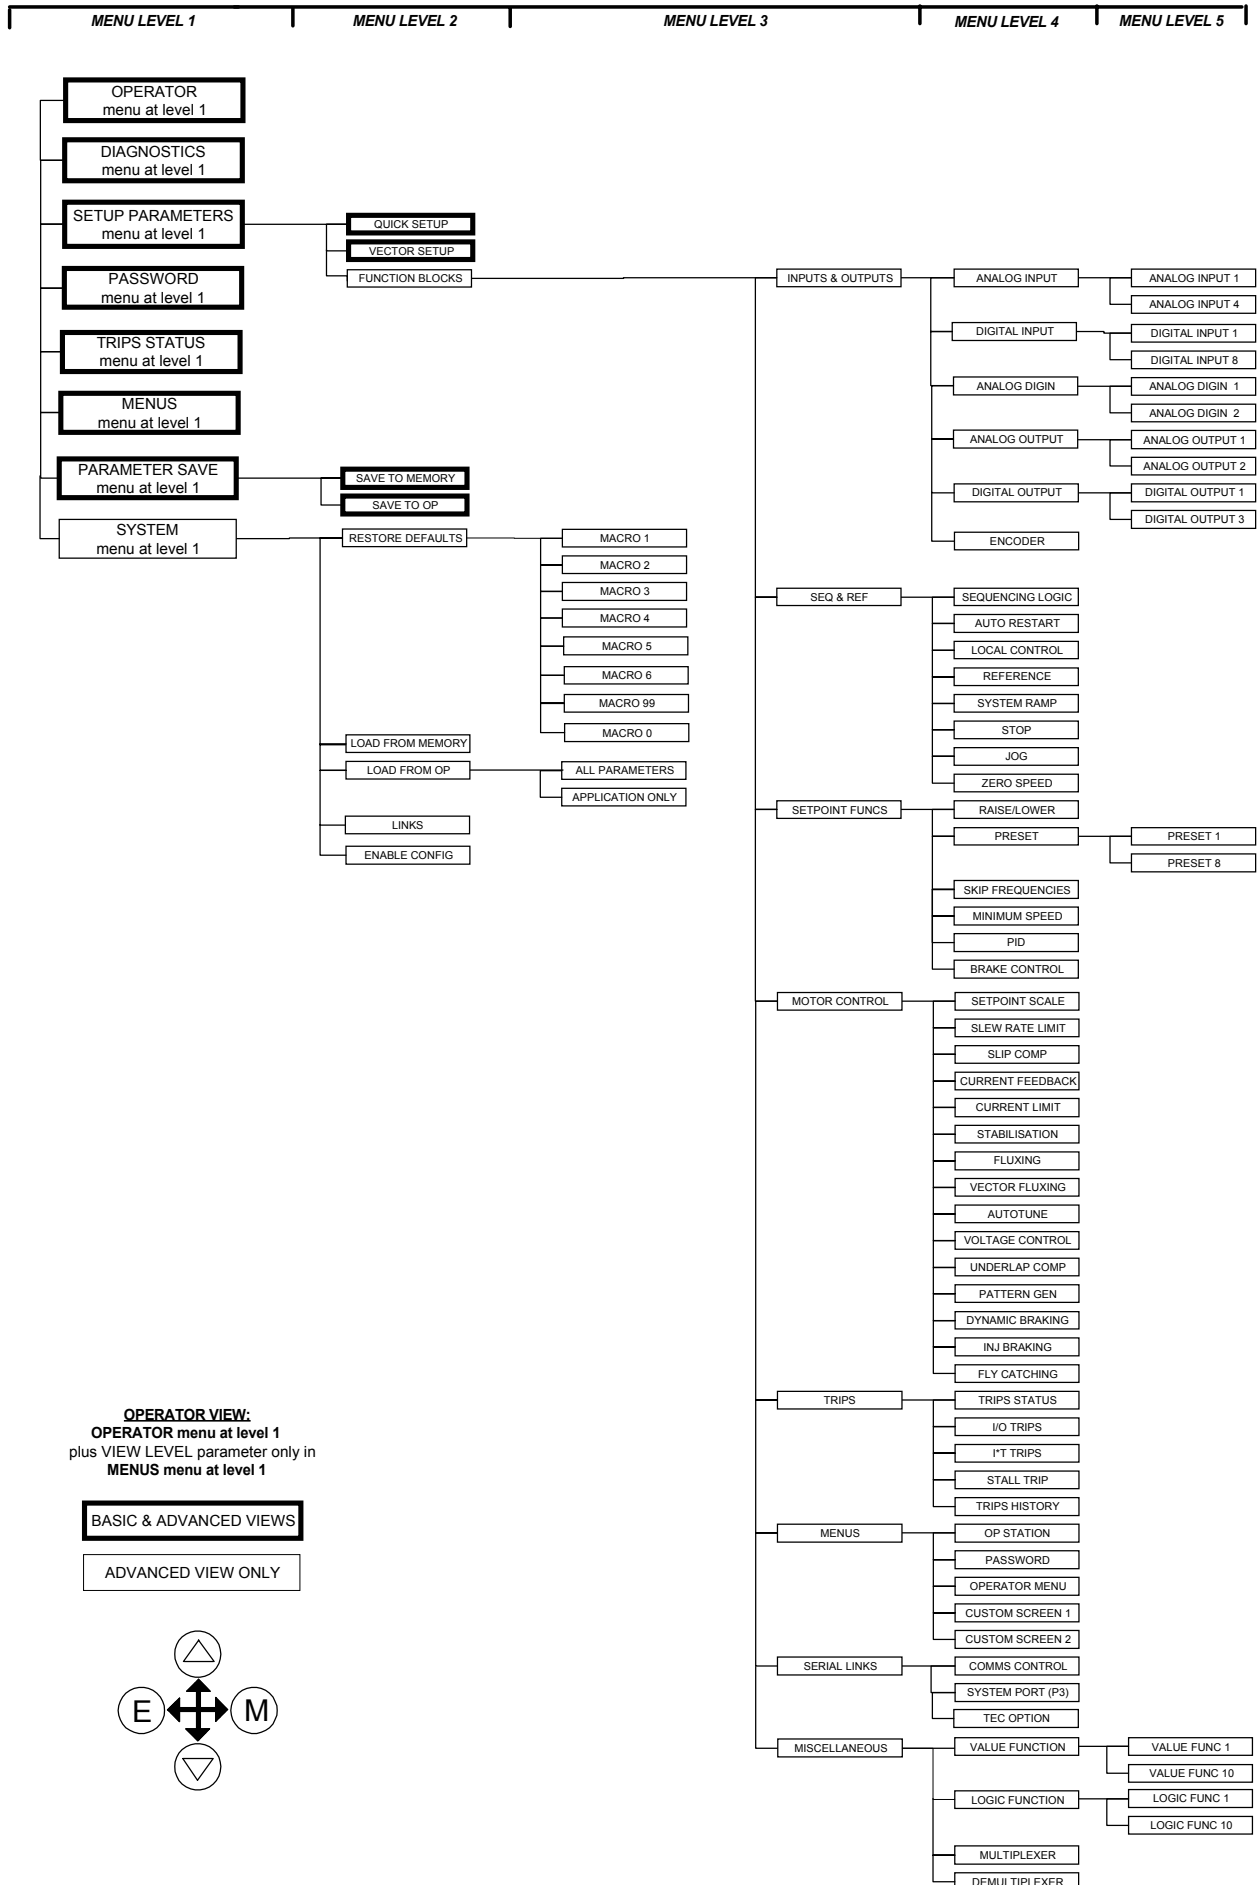 MENU LEVEL 1
MENU LEVEL 2
MENU LEVEL 3
MENU LEVEL 4
MENU LEVEL 5
OPERATOR
menu at level 1
DIAGNOSTICS
menu at level 1
SETUP PARAMETERS
menu at level 1
PASSWORD
menu at level 1
TRIPS STATUS
menu at level 1
MENUS
menu at level 1
PARAMETER SAVE
menu at level 1
SYSTEM
menu at level 1
QUICK SETUP
VECTOR SETUP
FUNCTION BLOCKS
SAVE TO MEMORY
SAVE TO OP
RESTORE DEFAULTS
LOAD FROM MEMORY
LOAD FROM OP
LINKS
ENABLE CONFIG
MACRO 1
MACRO 2
MACRO 3
MACRO 4
MACRO 5
MACRO 6
MACRO 99
MACRO 0
ALL PARAMETERS
APPLICATION ONLY
INPUTS & OUTPUTS
ANALOG INPUT
ANALOG INPUT 1
ANALOG INPUT 4
DIGITAL INPUT
DIGITAL INPUT 1
DIGITAL INPUT 8
ANALOG DIGIN
ANALOG DIGIN 1
ANALOG DIGIN 2
ANALOG OUTPUT
ANALOG OUTPUT 1
ANALOG OUTPUT 2
DIGITAL OUTPUT
DIGITAL OUTPUT 1
DIGITAL OUTPUT 3
ENCODER
SEQ & REF
SEQUENCING LOGIC
AUTO RESTART
LOCAL CONTROL
REFERENCE
SYSTEM RAMP
STOP
JOG
ZERO SPEED
SETPOINT FUNCS
RAISE/LOWER
PRESET
PRESET 1
PRESET 8
SKIP FREQUENCIES
MINIMUM SPEED
PID
BRAKE CONTROL
MOTOR CONTROL
SETPOINT SCALE
SLEW RATE LIMIT
SLIP COMP
CURRENT FEEDBACK
CURRENT LIMIT
STABILISATION
FLUXING
VECTOR FLUXING
AUTOTUNE
VOLTAGE CONTROL
UNDERLAP COMP
PATTERN GEN
DYNAMIC BRAKING
INJ BRAKING
FLY CATCHING
TRIPS
TRIPS STATUS
I/O TRIPS
I*T TRIPS
STALL TRIP
TRIPS HISTORY
MENUS
OP STATION
PASSWORD
OPERATOR MENU
CUSTOM SCREEN 1
CUSTOM SCREEN 2
SERIAL LINKS
COMMS CONTROL
SYSTEM PORT (P3)
TEC OPTION
MISCELLANEOUS
VALUE FUNCTION
VALUE FUNC 1
VALUE FUNC 10
LOGIC FUNCTION
LOGIC FUNC 1
LOGIC FUNC 10
MULTIPLEXER
DEMULTIPLEXER
OPERATOR VIEW:
OPERATOR menu at level 1
plus VIEW LEVEL parameter only in
MENUS menu at level 1
BASIC & ADVANCED VIEWS
ADVANCED VIEW ONLY
E
M